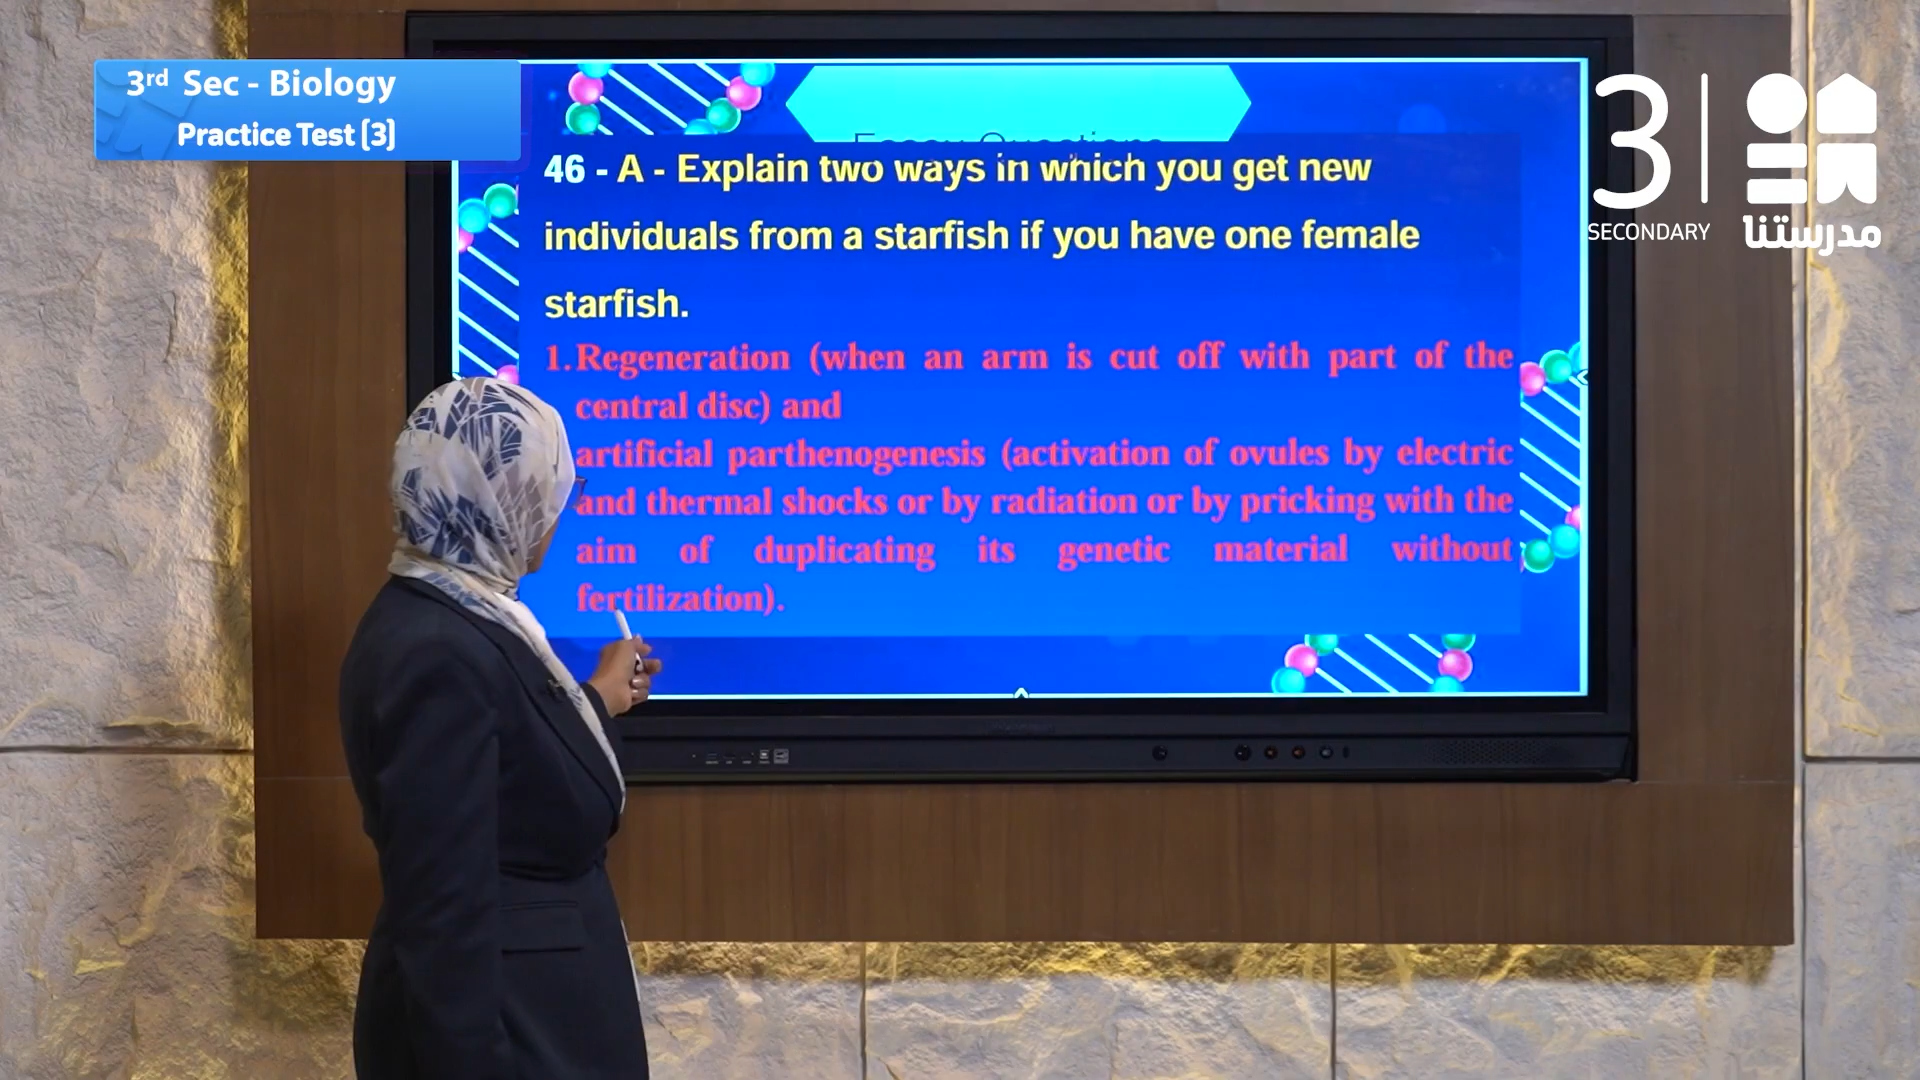 3rd Sec - Biology
Practice Test [3]
3
SECONDARY
مدرستنا
Essay Questions
46 - A - Explain two ways in which you get new
individuals from a starfish if you have one female
starfish.
1. Regeneration (when an arm is cut off with part of the
central disc) and
artificial parthenogenesis (activation of ovules by electric
and thermal shocks or by radiation or by pricking with the
aim of duplicating its genetic material without
fertilization).